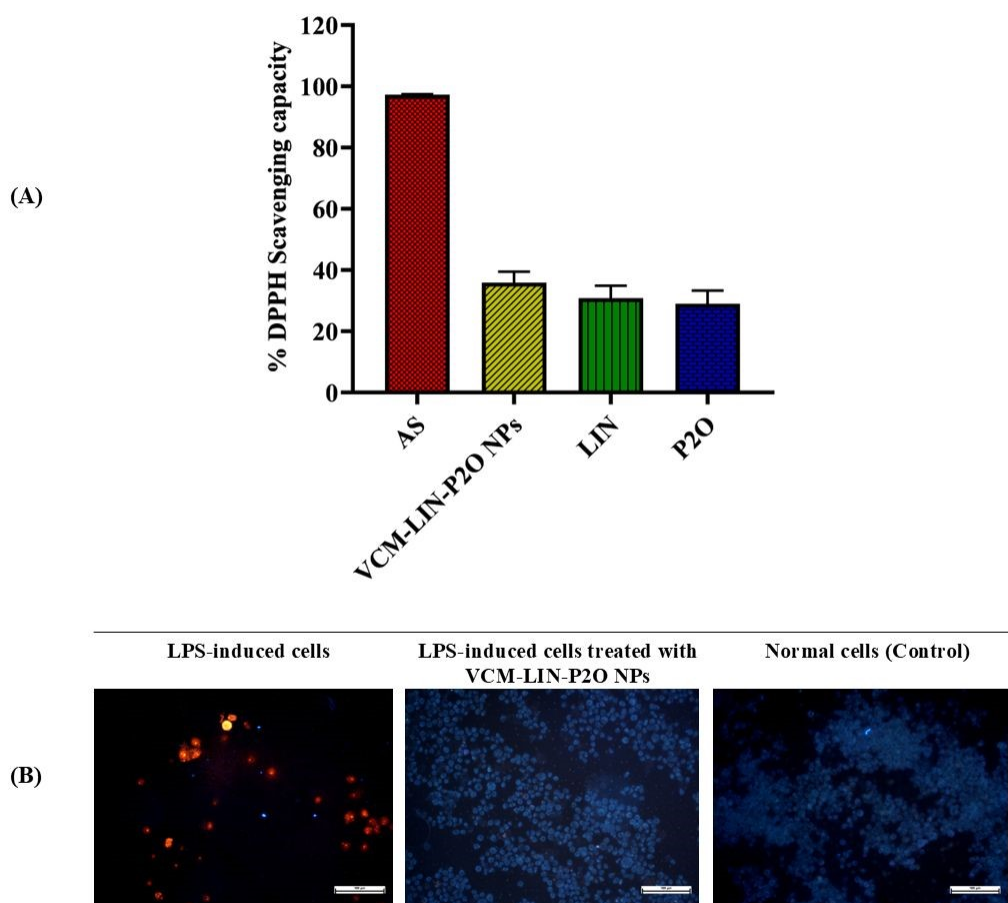 (A)
% DPPH Scavenging capacity
120
100
80
60
40
20
0
AS
VCM-LIN-P2O NPs
LIN
P2O
(B)
LPS-induced cells
LPS-induced cells treated with
VCM-LIN-P2O NPs
Normal cells (Control)